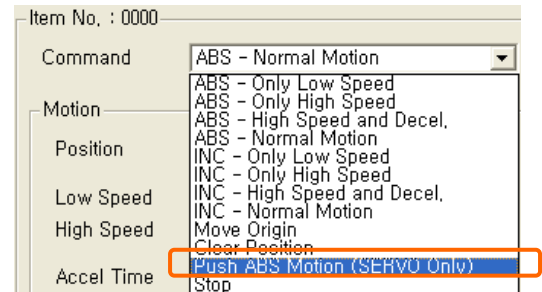 Item No. : 0000
Command
ABS - Normal Motion
ABS - Only Low Speed
ABS - Only High Speed
ABS - High Speed and Decel.
ABS - Normal Motion
INC - Only Low Speed
INC - Only High Speed
INC - High Speed and Decel.
INC - Normal Motion
Move Origin
Clear Position
Push ABS Motion (SERVO Only)
Stop
Motion
Position
Low Speed
High Speed
Accel Time